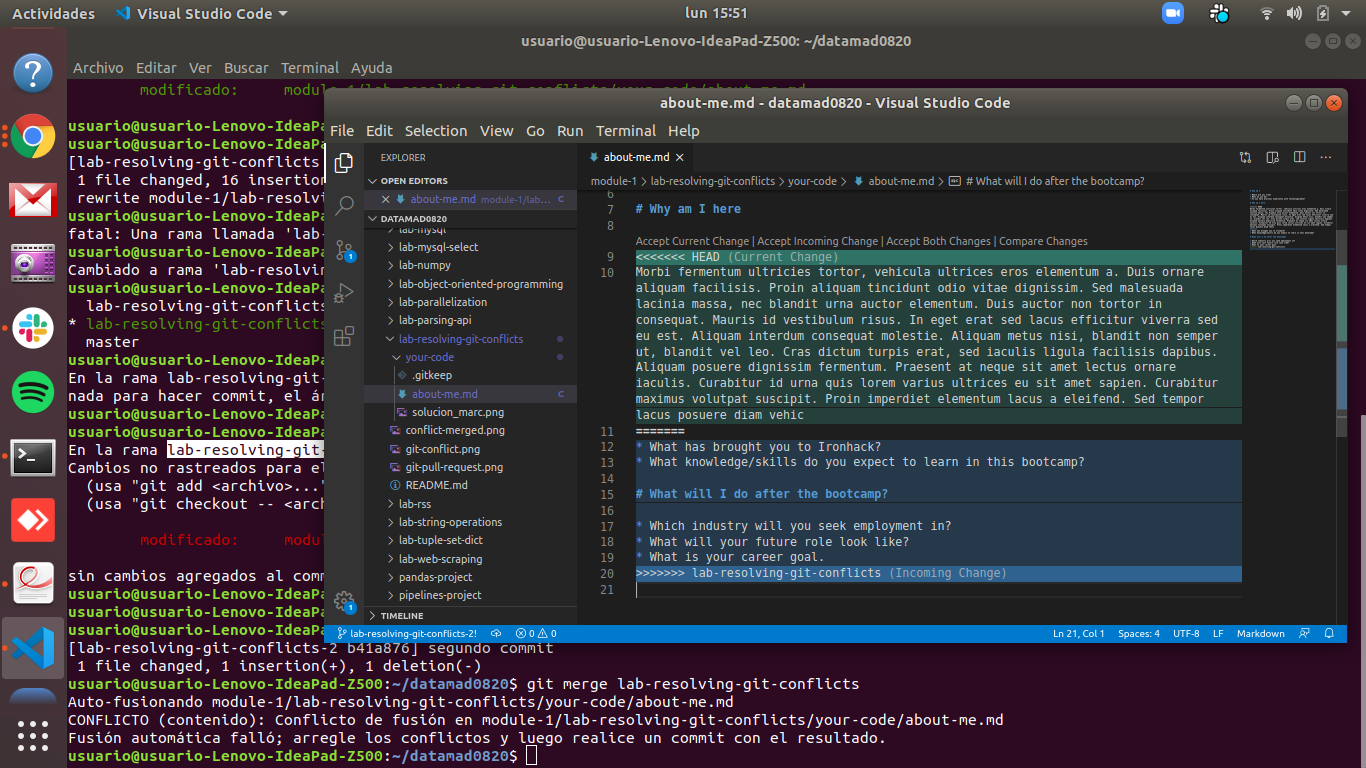 Actividades
Visual Studio Code
lun 15:51
usuario@usuario-Lenovo-IdeaPad-Z500: ~/datamad0820
Archivo Editar Ver Buscar Terminal Ayuda
modificado: module-1/lab-resolving-git-conflicts/your-code/about-me.md
usuario@usuario-Lenovo-IdeaPa
usuario@usuario-Lenovo-IdeaPa
[lab-resolving-git-conflicts
1 file changed, 16 insertion
rewrite module-1/lab-resolvin
usuario@usuario-Lenovo-IdeaPa
fatal: Una rama llamada 'lab-
usuario@usuario-Lenovo-IdeaPa
Cambiado a rama 'lab-resolvin
usuario@usuario-Lenovo-IdeaPa
lab-resolving-git-conflicts
* lab-resolving-git-conflicts
master
usuario@usuario-Lenovo-IdeaPa
En la rama lab-resolving-git-
nada para hacer commit, el ár
usuario@usuario-Lenovo-IdeaPa
usuario@usuario-Lenovo-IdeaPa
En la rama lab-resolving-git-
Cambios no rastreados para el
(usa "git add <archivo>..."
(usa "git checkout -- <arch
modificado: modul
sin cambios agregados al comm
usuario@usuario-Lenovo-IdeaPa
usuario@usuario-Lenovo-IdeaPa
usuario@usuario-Lenovo-IdeaPa
[lab-resolving-git-conflicts-2 b41a876] segundo commit
1 file changed, 1 insertion(+), 1 deletion(-)
usuario@usuario-Lenovo-IdeaPad-Z500:~/datamad0820$ git merge lab-resolving-git-conflicts
Auto-fusionando module-1/lab-resolving-git-conflicts/your-code/about-me.md
CONFLICTO (contenido): Conflicto de fusión en module-1/lab-resolving-git-conflicts/your-code/about-me.md
Fusión automática falló; arregle los conflictos y luego realice un commit con el resultado.
usuario@usuario-Lenovo-IdeaPad-Z500:~/datamad0820$
about-me.md - datamad0820 - Visual Studio Code
File Edit Selection View Go Run Terminal Help
EXPLORER
OPEN EDITORS
about-me.md module-1/lab... C
DATAMAD0820
lab-mysql
lab-mysql-select
lab-numpy
lab-object-oriented-programming
lab-parallelization
lab-parsing-api
lab-resolving-git-conflicts
your-code
.gitkeep
about-me.md C
solucion_marc.png
conflict-merged.png
git-conflict.png
git-pull-request.png
README.md
lab-rss
lab-string-operations
lab-tuple-set-dict
lab-web-scraping
pandas-project
pipelines-project
TIMELINE
1
1
about-me.md
module-1 > lab-resolving-git-conflicts > your-code > about-me.md > # What will I do after the bootcamp?
6
7 # Why am I here
8
Accept Current Change | Accept Incoming Change | Accept Both Changes | Compare Changes
9 <<<<<<< HEAD (Current Change)
10 Morbi fermentum ultricies tortor, vehicula ultrices eros elementum a. Duis ornare
aliquam facilisis. Proin aliquam tincidunt odio vitae dignissim. Sed malesuada
lacinia massa, nec blandit urna auctor elementum. Duis auctor non tortor in
consequat. Mauris id vestibulum risus. In eget erat sed lacus efficitur viverra sed
eu est. Aliquam interdum consequat molestie. Aliquam metus nisi, blandit non semper
ut, blandit vel leo. Cras dictum turpis erat, sed iaculis ligula facilisis dapibus.
Aliquam posuere dignissim fermentum. Praesent at neque sit amet lectus ornare
iaculis. Curabitur id urna quis lorem varius ultrices eu sit amet sapien. Curabitur
maximus volutpat suscipit. Proin imperdiet elementum lacus a eleifend. Sed tempor
lacus posuere diam vehic
11 =======
12 * What has brought you to Ironhack?
13 * What knowledge/skills do you expect to learn in this bootcamp?
14
15 # What will I do after the bootcamp?
16
17 * Which industry will you seek employment in?
18 * What will your future role look like?
19 * What is your career goal.
20 >>>>>>> lab-resolving-git-conflicts (Incoming Change)
21
lab-resolving-git-conflicts-2! 0 0 Ln 21, Col 1 Spaces: 4 UTF-8 LF Markdown